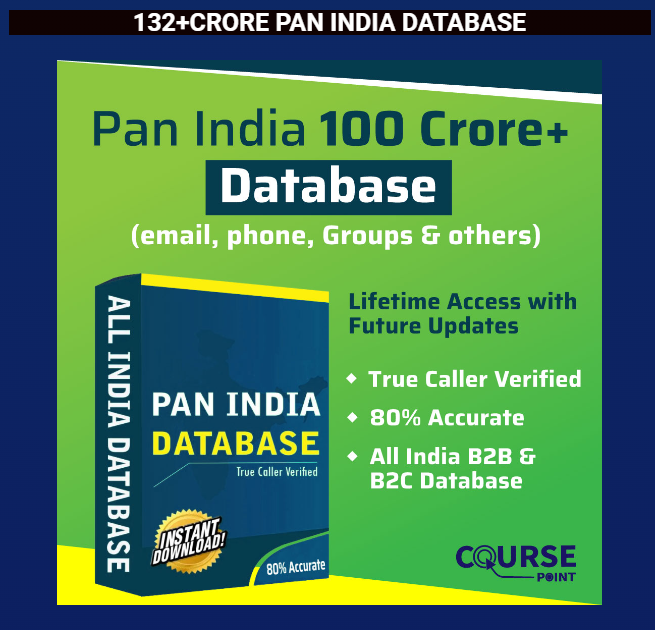 132+CRORE PAN INDIA DATABASE
Pan India 100 Crore+
Database
(email, phone, Groups & others)
ALL INDIA DATABASE
PAN INDIA
DATABASE
True Caller Verified
INSTANT
DOWNLOAD!
80% Accurate
Lifetime Access with
Future Updates
True Caller Verified
80% Accurate
All India B2B &
B2C Database
COURSE
POINT